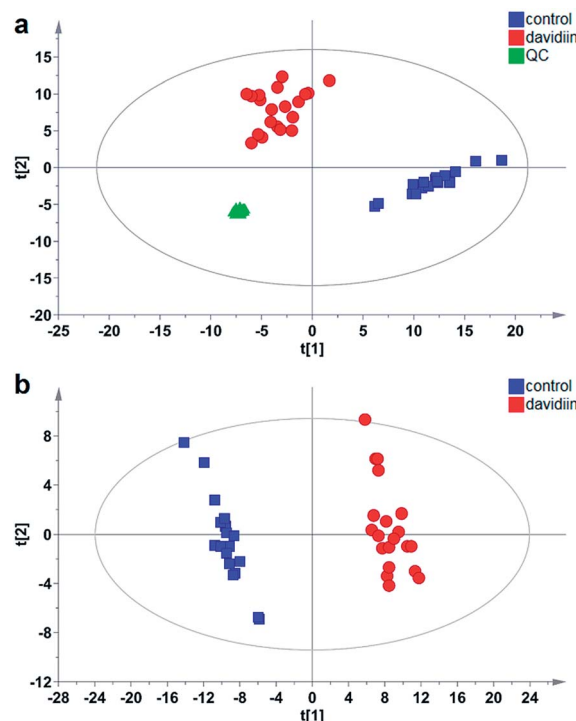 a
control
davidiin
QC
t[2]
15
10
5
0
-5
-10
-15
-20
-25 -20 -15 -10 -5 0 5 10 15 20
t[1]
b
control
davidiin
t[2]
8
4
0
-4
-8
-12
-28 -24 -20 -16 -12 -8 -4 0 4 8 12 16 20 24
t[1]